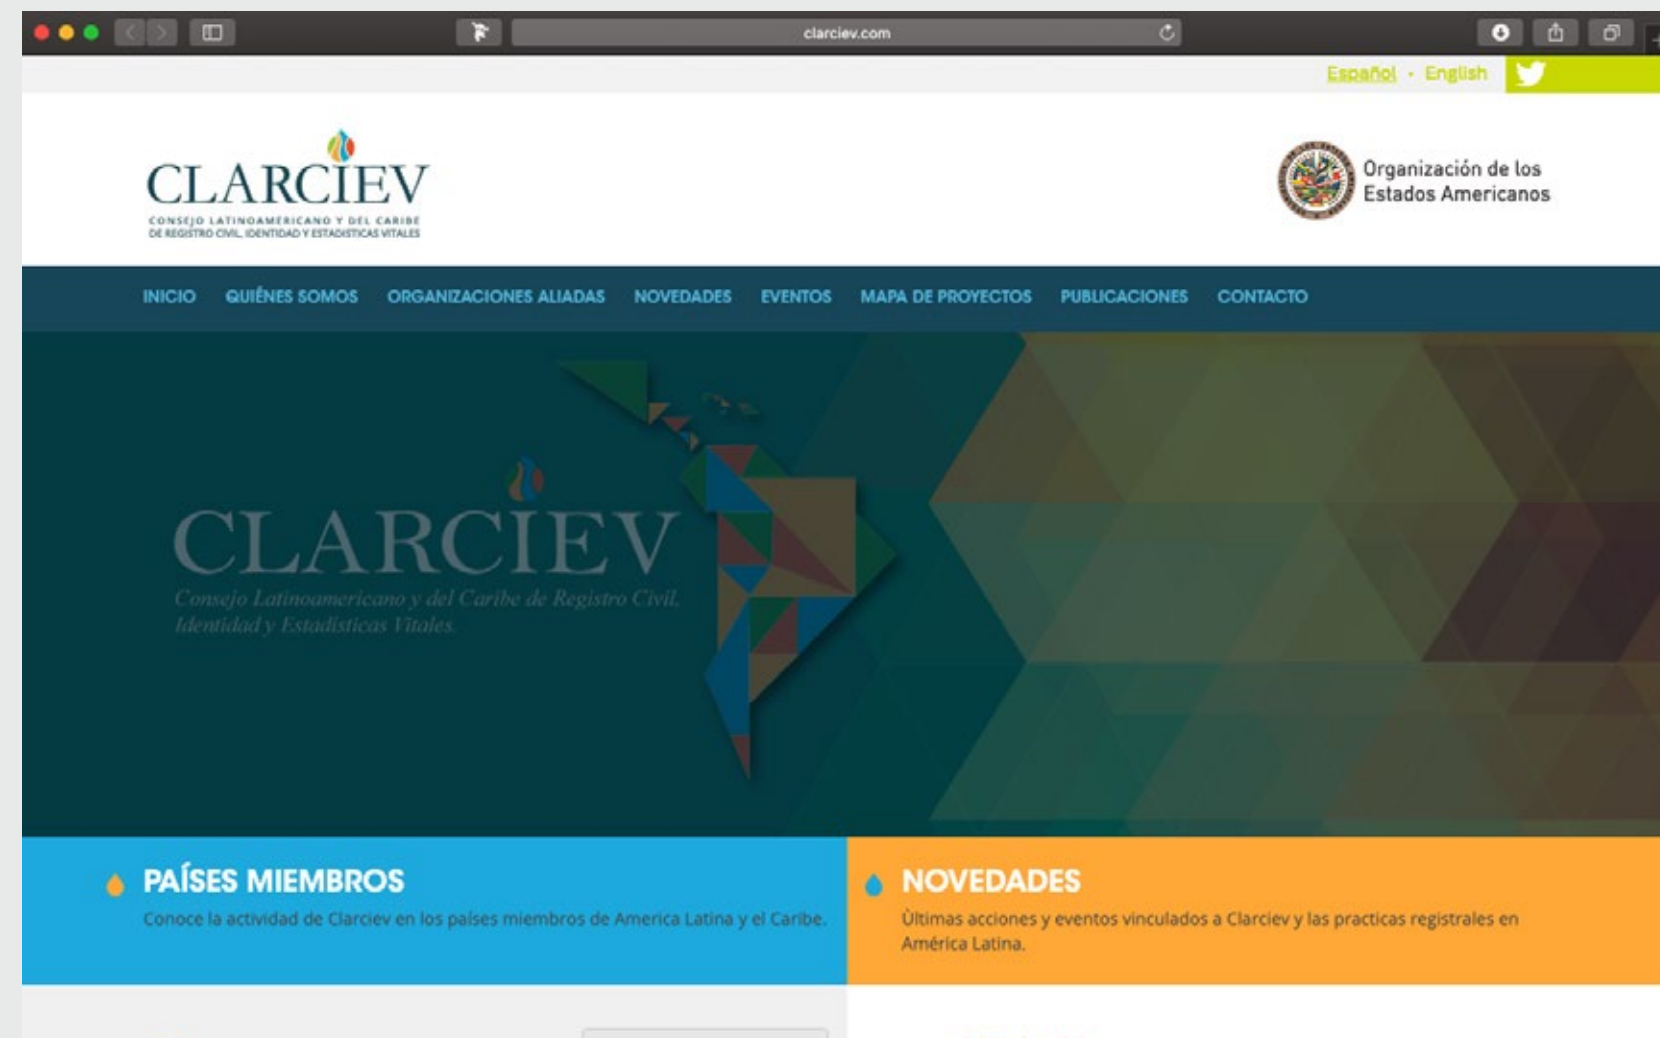 clarciev.com
Español · English
CLARCIEV
CONSEJO LATINOAMERICANO Y DEL CARIBE
DE REGISTRO CIVIL, IDENTIDAD Y ESTADISTICAS VITALES
Organización de los
Estados Americanos
INICIO QUIÉNES SOMOS ORGANIZACIONES ALIADAS NOVEDADES EVENTOS MAPA DE PROYECTOS PUBLICACIONES CONTACTO
CLARCIEV
Consejo Latinoamericano y del Caribe de Registro Civil,
Identidad y Estadísticas Vitales.
PAÍSES MIEMBROS
Conoce la actividad de Clarciev en los países miembros de America Latina y el Caribe.
NOVEDADES
Ùltimas acciones y eventos vinculados a Clarciev y las practicas registrales en
América Latina.